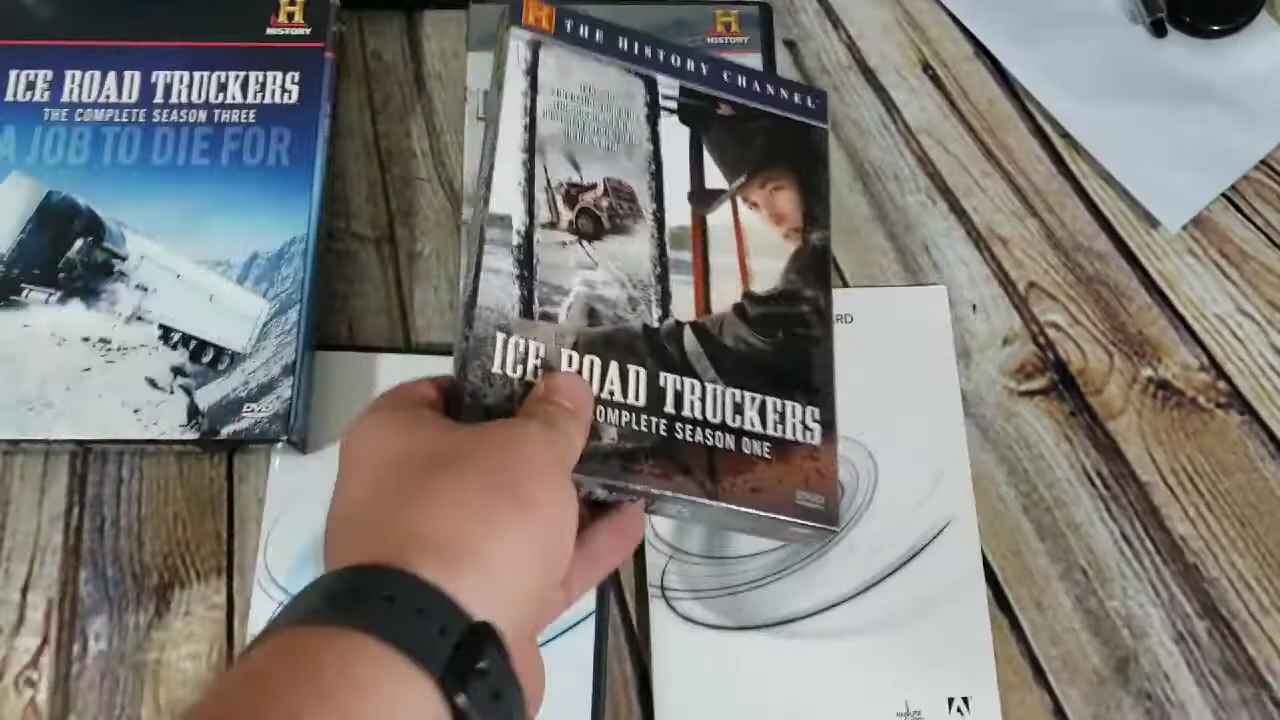 HISTORY
ICE ROAD TRUCKERS
THE COMPLETE SEASON THREE
A JOB TO DIE FOR
DVD
HISTORY
THE HISTORY CHANNEL
ICE ROAD TRUCKERS
COMPLETE SEASON ONE
DVD